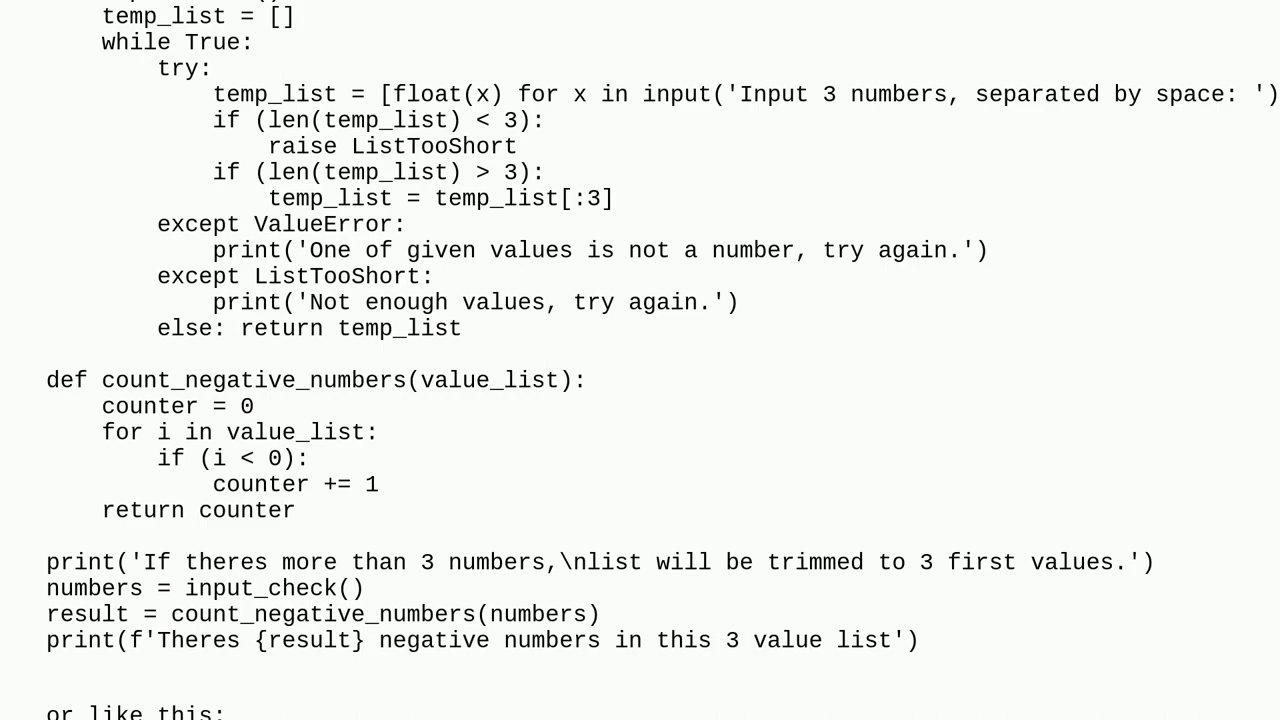 temp_list = []
while True:
try:
temp_list = [float(x) for x in input('Input 3 numbers, separated by space: ')
if (len(temp_list) < 3):
raise ListTooShort
if (len(temp_list) > 3):
temp_list = temp_list[:3]
except ValueError:
print('One of given values is not a number, try again.')
except ListTooShort:
print('Not enough values, try again.')
else: return temp_list
def count_negative_numbers(value_list):
counter = 0
for i in value_list:
if (i < 0):
counter += 1
return counter
print('If theres more than 3 numbers,\nlist will be trimmed to 3 first values.')
numbers = input_check()
result = count_negative_numbers(numbers)
print(f'Theres {result} negative numbers in this 3 value list')
or like this: